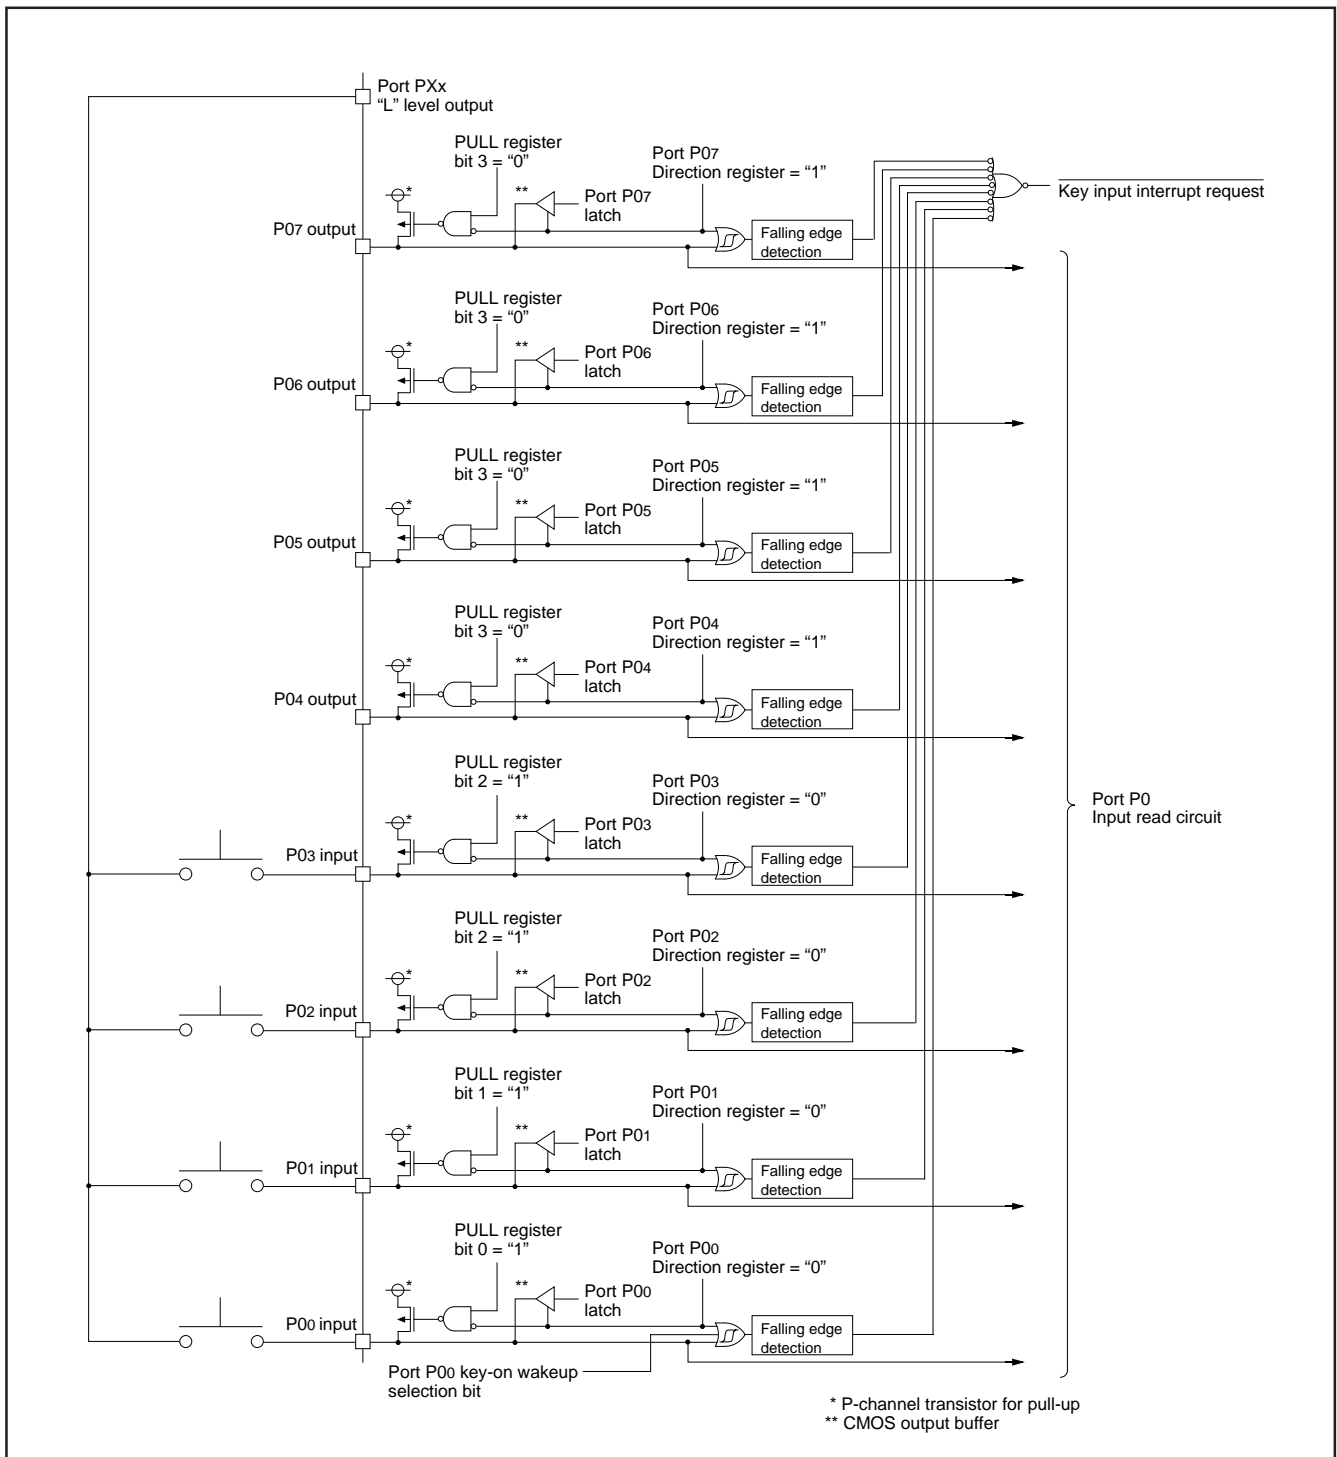 Port PXx
“L” level output
PULL register
bit 3 = “0”
Port P07
Direction register = “1”
*
**
Port P07
latch
Key input interrupt request
P07 output
Falling edge
detection
PULL register
bit 3 = “0”
Port P06
Direction register = “1”
*
**
Port P06
latch
P06 output
Falling edge
detection
PULL register
bit 3 = “0”
Port P05
Direction register = “1”
*
**
Port P05
latch
P05 output
Falling edge
detection
PULL register
bit 3 = “0”
Port P04
Direction register = “1”
*
**
Port P04
latch
P04 output
Falling edge
detection
PULL register
bit 2 = “1”
Port P03
Direction register = “0”
*
**
Port P03
latch
Port P0
Input read circuit
P03 input
Falling edge
detection
PULL register
bit 2 = “1”
Port P02
Direction register = “0”
*
**
Port P02
latch
P02 input
Falling edge
detection
PULL register
bit 1 = “1”
Port P01
Direction register = “0”
*
**
Port P01
latch
P01 input
Falling edge
detection
PULL register
bit 0 = “1”
Port P00
Direction register = “0”
*
**
Port P00
latch
P00 input
Falling edge
detection
Port P00 key-on wakeup
selection bit
* P-channel transistor for pull-up
** CMOS output buffer